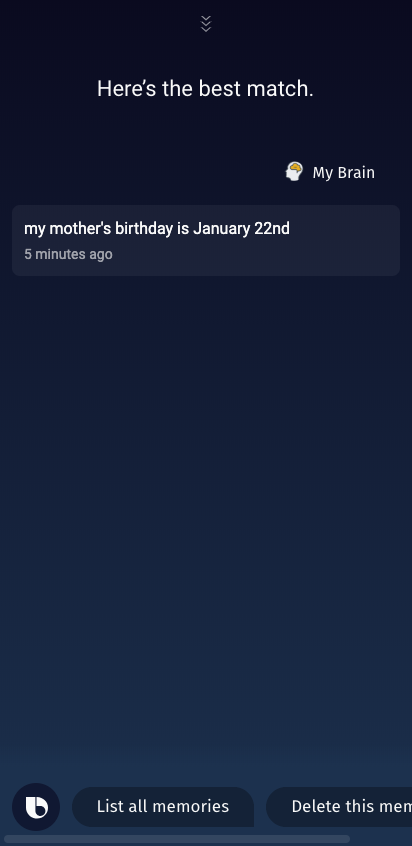 Here’s the best match.
My Brain
my mother's birthday is January 22nd
5 minutes ago
List all memories
Delete this mem